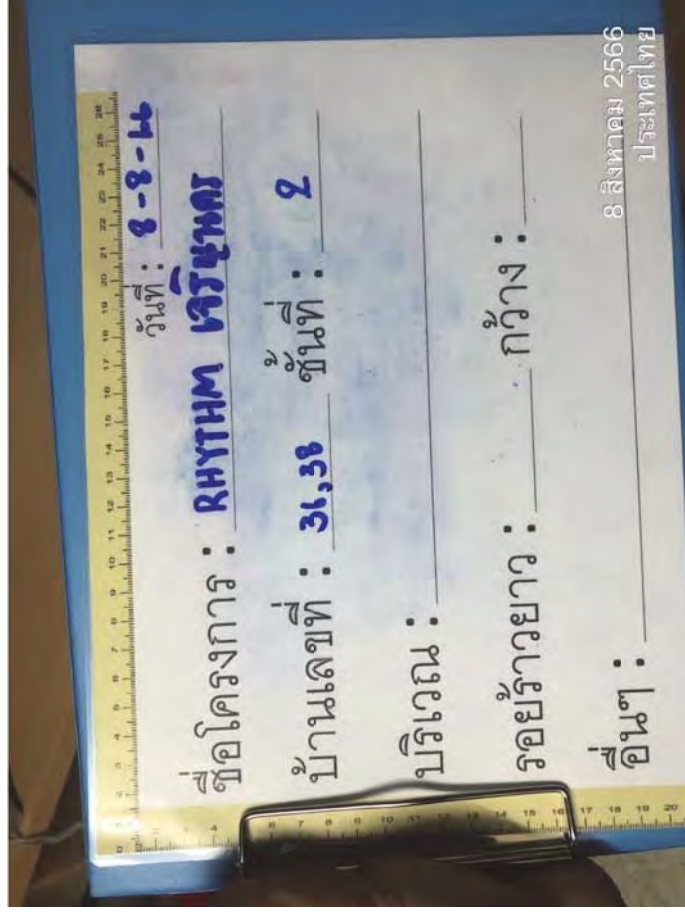 วันที่ : 8-8-66
ชื่อโครงการ : RHYTHM เจริญนคร
บ้านเลขที่ : 36,38 ชั้นที่ : 2
บริเวณ :
รอยร้าวยาว : กว้าง :
อื่นๆ :
8 สิงหาคม 2566
ประเทศไทย